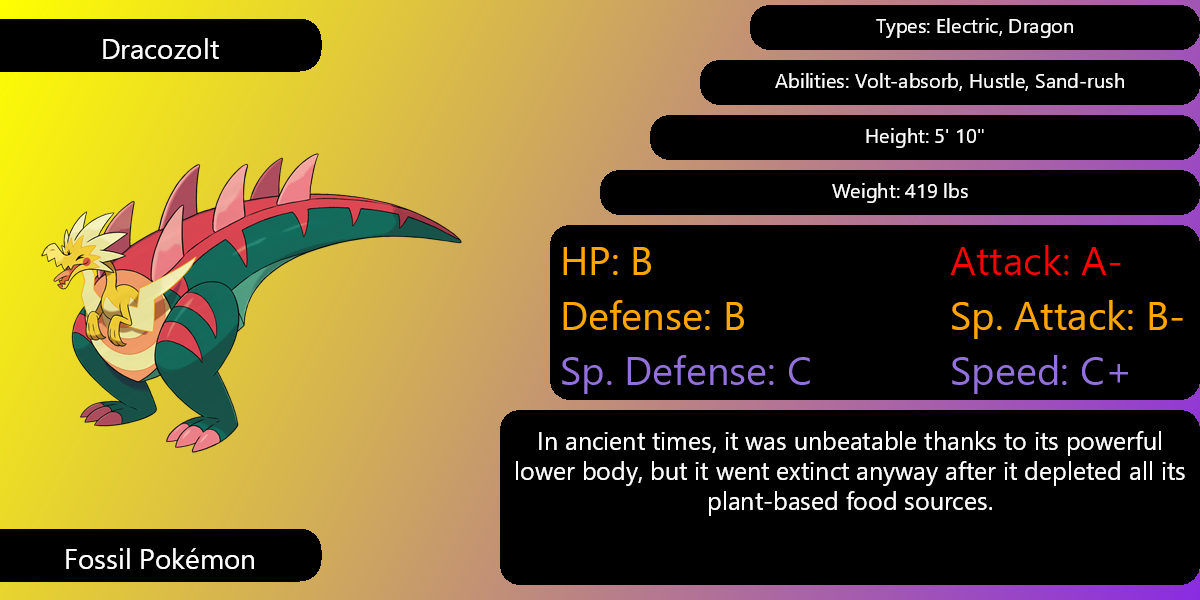 Dracozolt
Types: Electric, Dragon
Abilities: Volt-absorb, Hustle, Sand-rush
Height: 5' 10"
Weight: 419 lbs
HP: B
Attack: A-
Defense: B
Sp. Attack: B-
Sp. Defense: C
Speed: C+
In ancient times, it was unbeatable thanks to its powerful
lower body, but it went extinct anyway after it depleted all its
plant-based food sources.
Fossil Pokémon